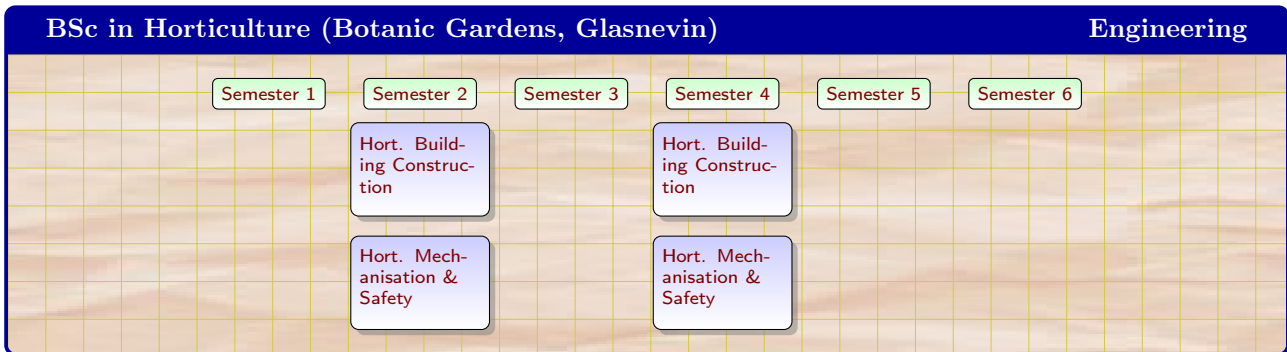 BSc in Horticulture (Botanic Gardens, Glasnevin) Engineering
Semester 1 Semester 2 Semester 3 Semester 4 Semester 5 Semester 6
Hort. Build-
ing Construc-
tion
Hort. Build-
ing Construc-
tion
Hort. Mech-
anisation &
Safety
Hort. Mech-
anisation &
Safety